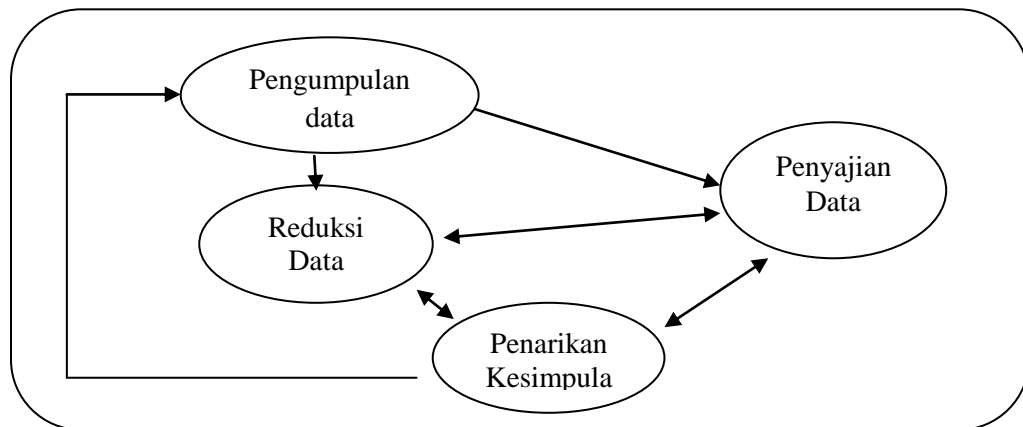 Pengumpulan
data
Penyajian
Data
Reduksi
Data
Penarikan
Kesimpula